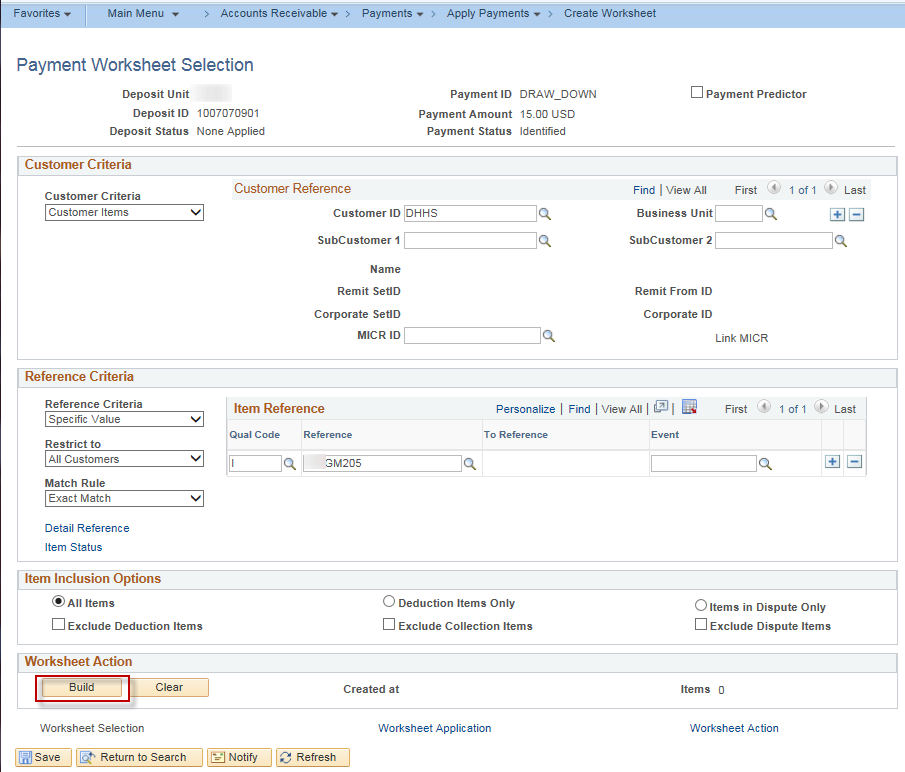 Favorites Main Menu > Accounts Receivable > Payments > Apply Payments > Create Worksheet
Payment Worksheet Selection
Deposit Unit Payment ID DRAW_DOWN Payment Predictor
Deposit ID 1007070901 Payment Amount 15.00 USD
Deposit Status None Applied Payment Status Identified
Customer Criteria
Customer Criteria Customer Reference Find | View All First 1 of 1 Last
Customer Items Customer ID DHHS Business Unit
SubCustomer 1 SubCustomer 2
Name
Remit SetID Remit From ID
Corporate SetID Corporate ID
MICR ID Link MICR
Reference Criteria
Reference Criteria Item Reference Personalize | Find | View All | | First 1 of 1 Last
Specific Value
Restrict to Qual Code Reference To Reference Event
All Customers I GM205
Match Rule
Exact Match
Detail Reference
Item Status
Item Inclusion Options
All Items Deduction Items Only Items in Dispute Only
Exclude Deduction Items Exclude Collection Items Exclude Dispute Items
Worksheet Action
Build Clear Created at Items 0
Worksheet Selection Worksheet Application Worksheet Action
Save Return to Search Notify Refresh